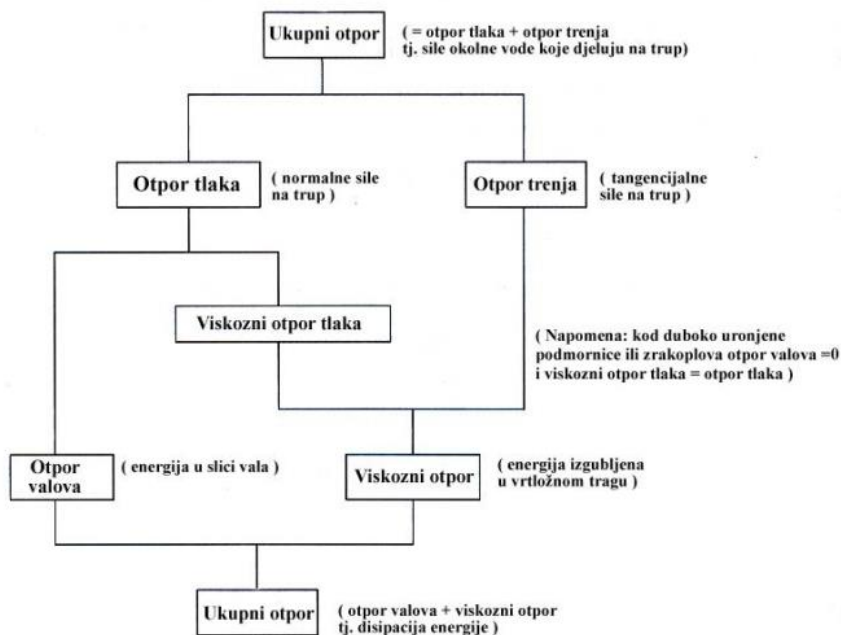 Ukupni otpor
( = otpor tlaka + otpor trenja
tj. sile okolne vode koje djeluju na trup)
Otpor tlaka
( normalne sile
na trup )
Otpor trenja
( tangencijalne
sile na trup )
Viskozni otpor tlaka
( Napomena: kod duboko uronjene
podmornice ili zrakoplova otpor valova =0
i viskozni otpor tlaka = otpor tlaka )
Otpor
valova
( energija u slici vala )
Viskozni otpor
( energija izgubljena
u vrtložnom tragu )
Ukupni otpor
( otpor valova + viskozni otpor
tj. disipacija energije )